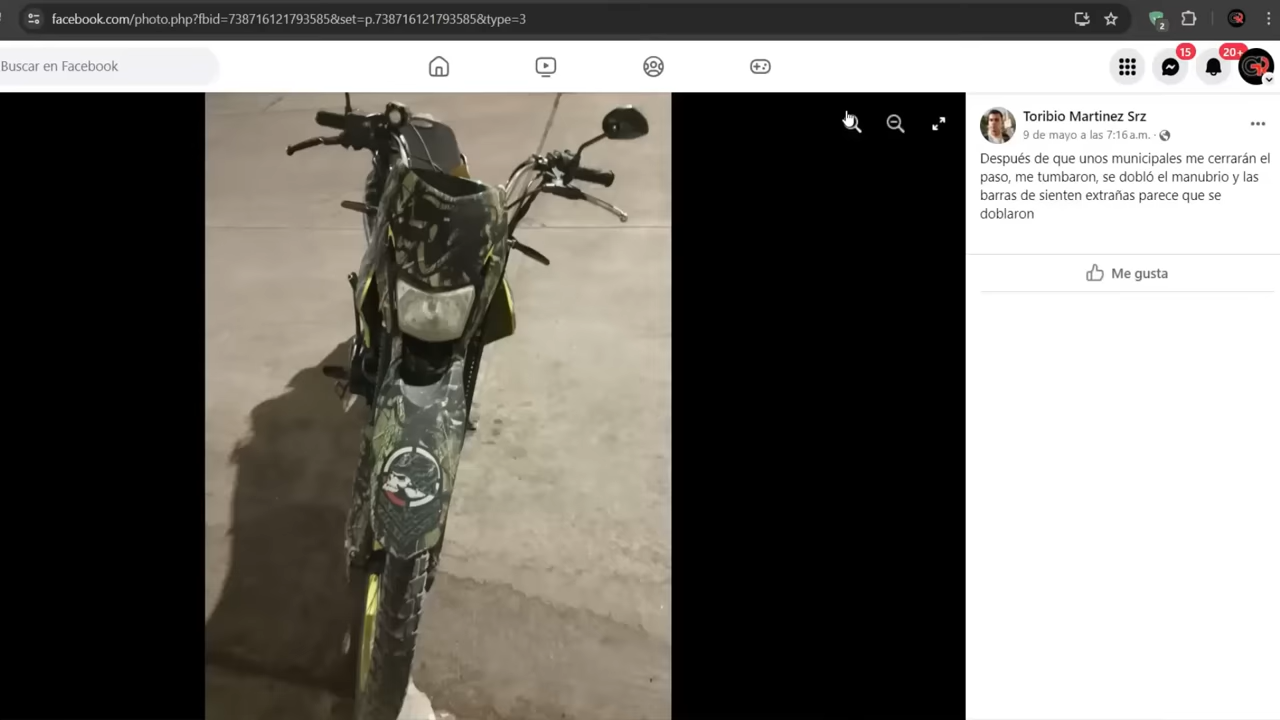 facebook.com/photo.php?fbid=738716121793585&set=p.738716121793585&type=3
2
Buscar en Facebook
15
20+
Toribio Martinez Srz
9 de mayo a las 7:16 a.m. ·
Después de que unos municipales me cerrarán el
paso, me tumbaron, se dobló el manubrio y las
barras de sienten extrañas parece que se
doblaron
Me gusta